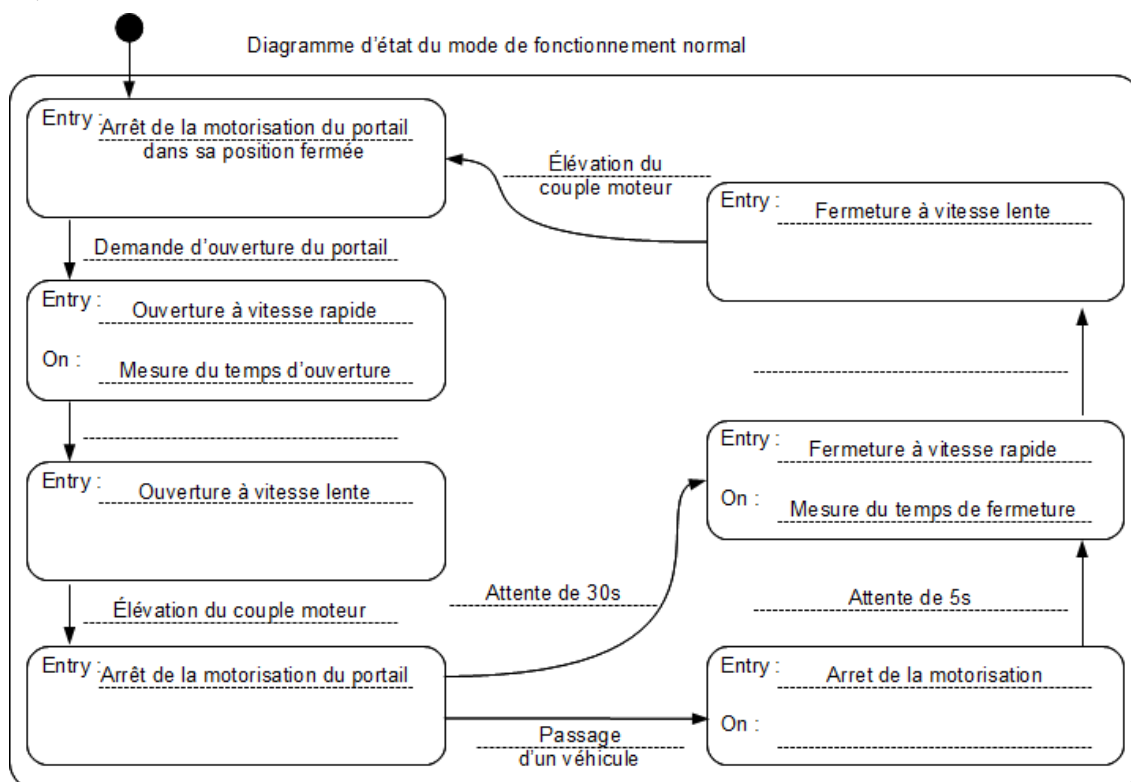 Diagramme d'état du mode de fonctionnement normal
Entry :
Arrêt de la motorisation du portail
dans sa position fermée
Demande d'ouverture du portail
Entry :
Ouverture à vitesse rapide
On :
Mesure du temps d'ouverture
Entry :
Ouverture à vitesse lente
Élévation du couple moteur
Entry :
Arrêt de la motorisation du portail
Élévation du
couple moteur
Entry :
Fermeture à vitesse lente
Entry :
Fermeture à vitesse rapide
On :
Mesure du temps de fermeture
Attente de 30s
Attente de 5s
Entry :
Arret de la motorisation
On :
Passage
d'un véhicule